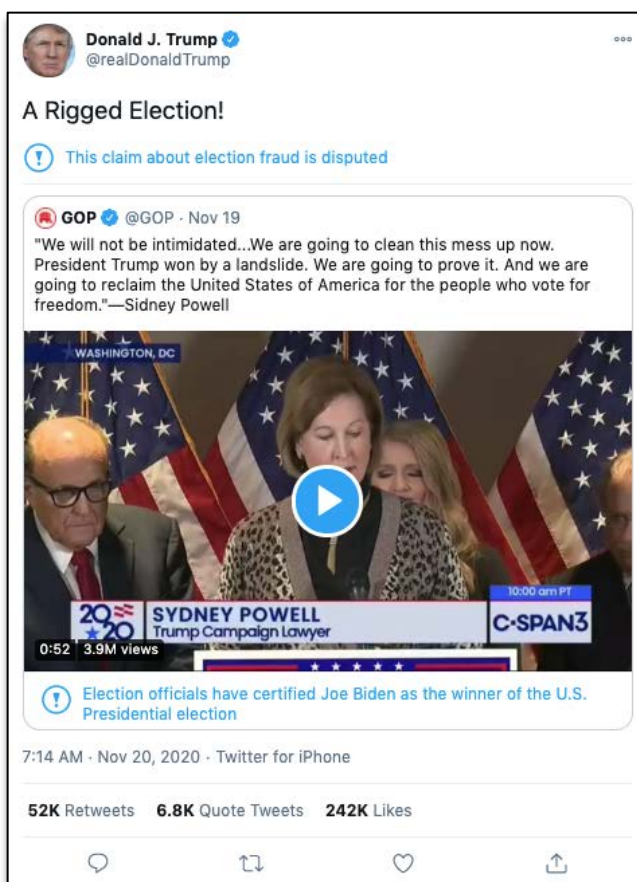 Donald J. Trump
@realDonaldTrump
A Rigged Election!
This claim about election fraud is disputed
GOP @GOP · Nov 19
"We will not be intimidated...We are going to clean this mess up now.
President Trump won by a landslide. We are going to prove it. And we are
going to reclaim the United States of America for the people who vote for
freedom."—Sidney Powell
WASHINGTON, DC
10:00 am PT
2020
SYDNEY POWELL
Trump Campaign Lawyer
C-SPAN3
0:52 3.9M views
Election officials have certified Joe Biden as the winner of the U.S.
Presidential election
7:14 AM · Nov 20, 2020 · Twitter for iPhone
52K Retweets 6.8K Quote Tweets 242K Likes